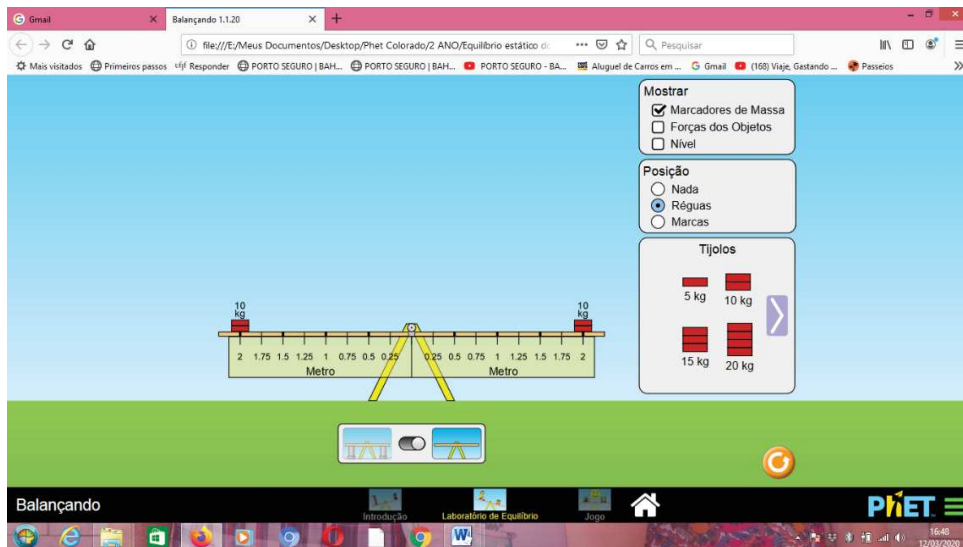 Gmail
Balançando 1.1.20
file:///E:/Meus Documentos/Desktop/Phet Colorado/2 ANO/Equilíbrio estático d
Pesquisar
Mais visitados Primeiros passos Responder PORTO SEGURO | BAH... PORTO SEGURO | BAH... PORTO SEGURO - BA... Aluguel de Carros em ... Gmail (168) Viaje, Gastando ... Passeios
Mostrar
Marcadores de Massa
Forças dos Objetos
Nível
Posição
Nada
Réguas
Marcas
Tijolos
5 kg 10 kg
15 kg 20 kg
10 kg
10 kg
2 1.75 1.5 1.25 1 0.75 0.5 0.25 0.25 0.5 0.75 1 1.25 1.5 1.75 2
Metro Metro
Balançando
Introdução Laboratório de Equilíbrio Jogo
PhET
16:48
12/03/2020